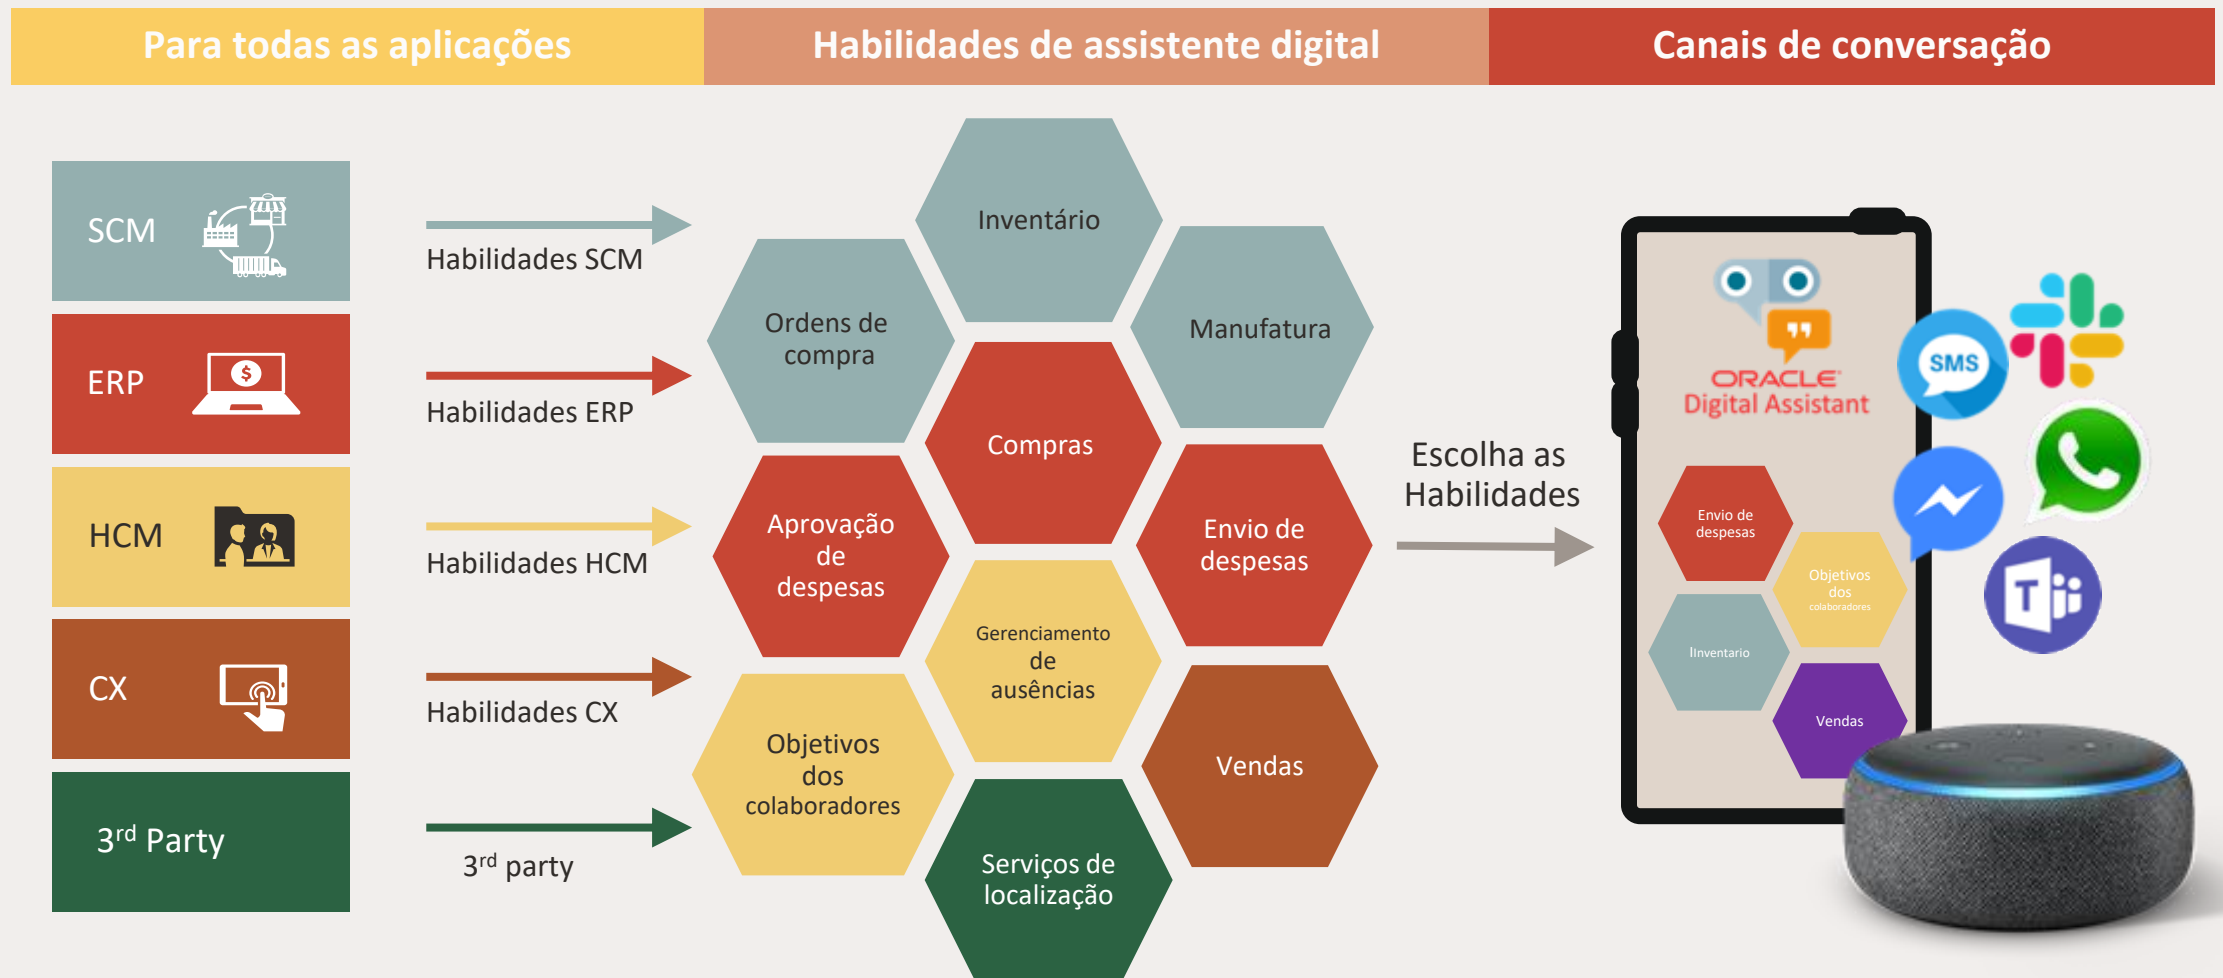 Para todas as aplicações
Habilidades de assistente digital
Canais de conversação
SCM
ERP
HCM
CX
3rd Party
Habilidades SCM
Habilidades ERP
Habilidades HCM
Habilidades CX
3rd party
Inventário
Ordens de
compra
Manufatura
Compras
Aprovação
de
despesas
Envio de
despesas
Gerenciamento
de
ausências
Objetivos
dos
colaboradores
Vendas
Serviços de
localização
Escolha as
Habilidades
ORACLE
Digital Assistant
Envio de
despesas
Objetivos
dos
colaboradores
IInventario
Vendas
SMS
T